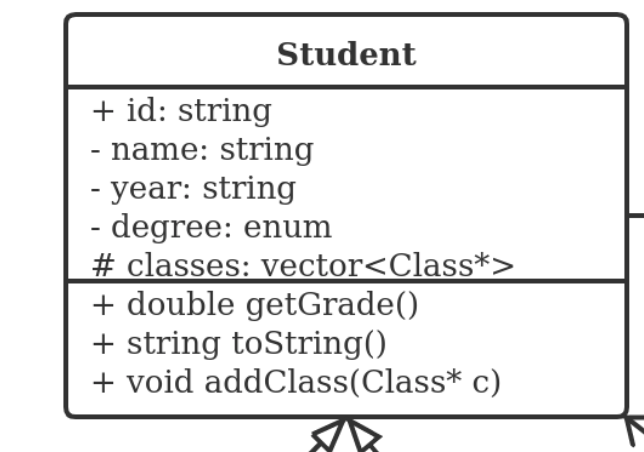 Student
+ id: string
- name: string
- year: string
- degree: enum
# classes: vector<Class*>
+ double getGrade()
+ string toString()
+ void addClass(Class* c)